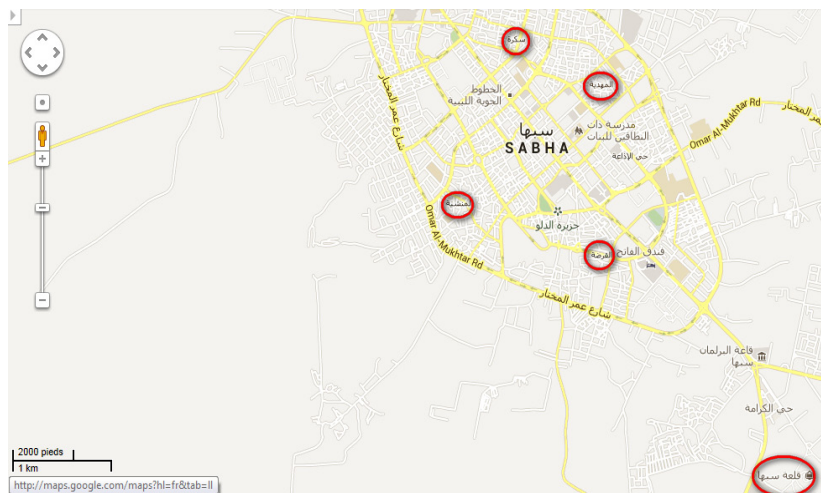 سكرة
المهدية
الخطوط
الجوية الليبية
سبها
SABHA
مدرسة ذات
النطاقين للبنات
حي الإذاعة
Omar Al-Mukhtar Rd
شارع عمر المختار
عمر المختار
المنشية
جزيرة الدلو
القرضة
فندق الفاتح
Omar Al-Mukhtar Rd
شارع عمر المختار
قاعة البرلمان
سبها
حي الكرامة
قلعة سبها
2000 pieds
1 km
http://maps.google.com/maps?hl=fr&tab=ll